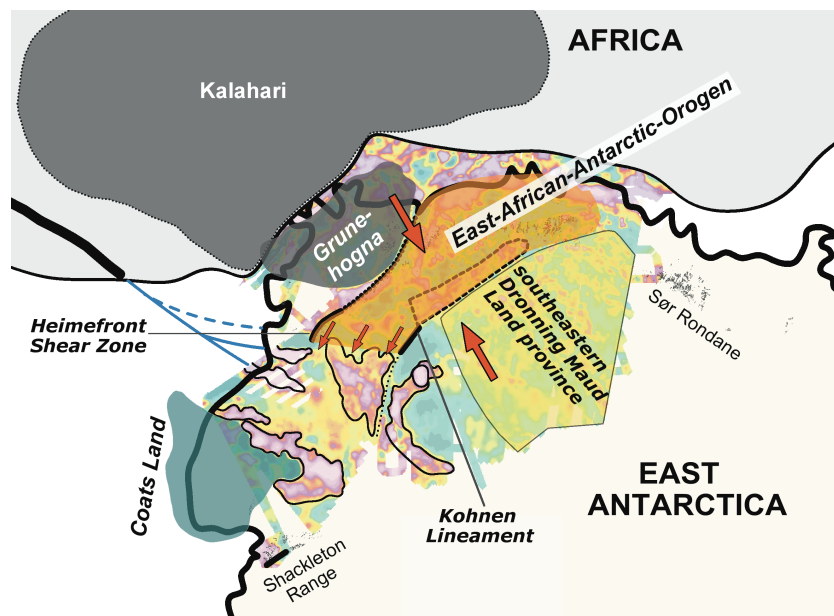 AFRICA
Kalahari
East-African-Antarctic-Orogen
Grune-
hogna
southeastern
Dronning Maud
Land province
Sør Rondane
Heimefront
Shear Zone
Coats Land
EAST
ANTARCTICA
Kohnen
Lineament
Shackleton
Range